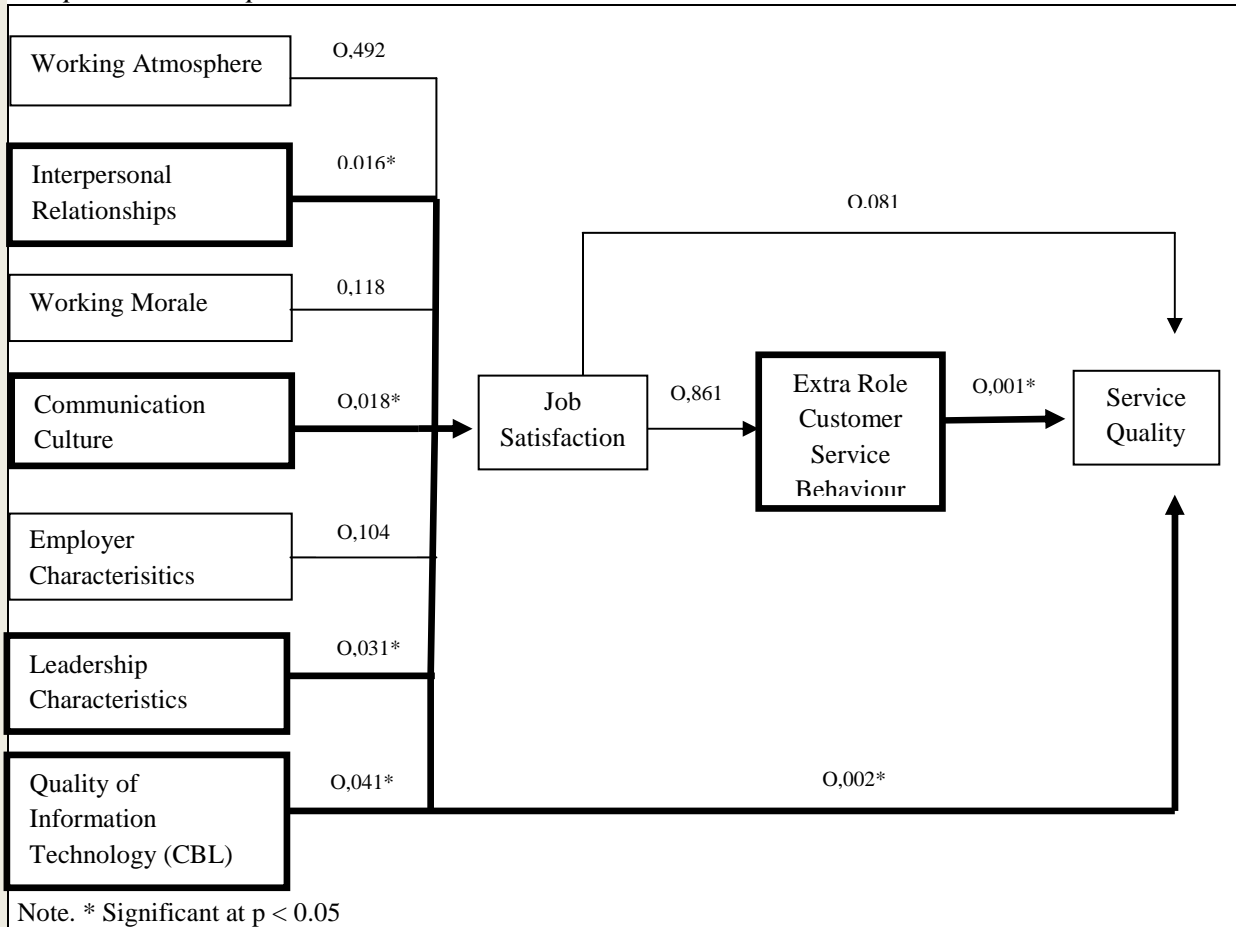 Working Atmosphere
O,492
Interpersonal
Relationships
0.016*
Working Morale
0,118
Communication
Culture
O,018*
Employer
Characterisitics
O,104
Leadership
Characteristics
O,031*
Quality of
Information
Technology (CBL)
O,041*
Job
Satisfaction
O.081
O,861
Extra Role
Customer
Service
Behaviour
O,001*
Service
Quality
O,002*
Note. * Significant at p < 0.05